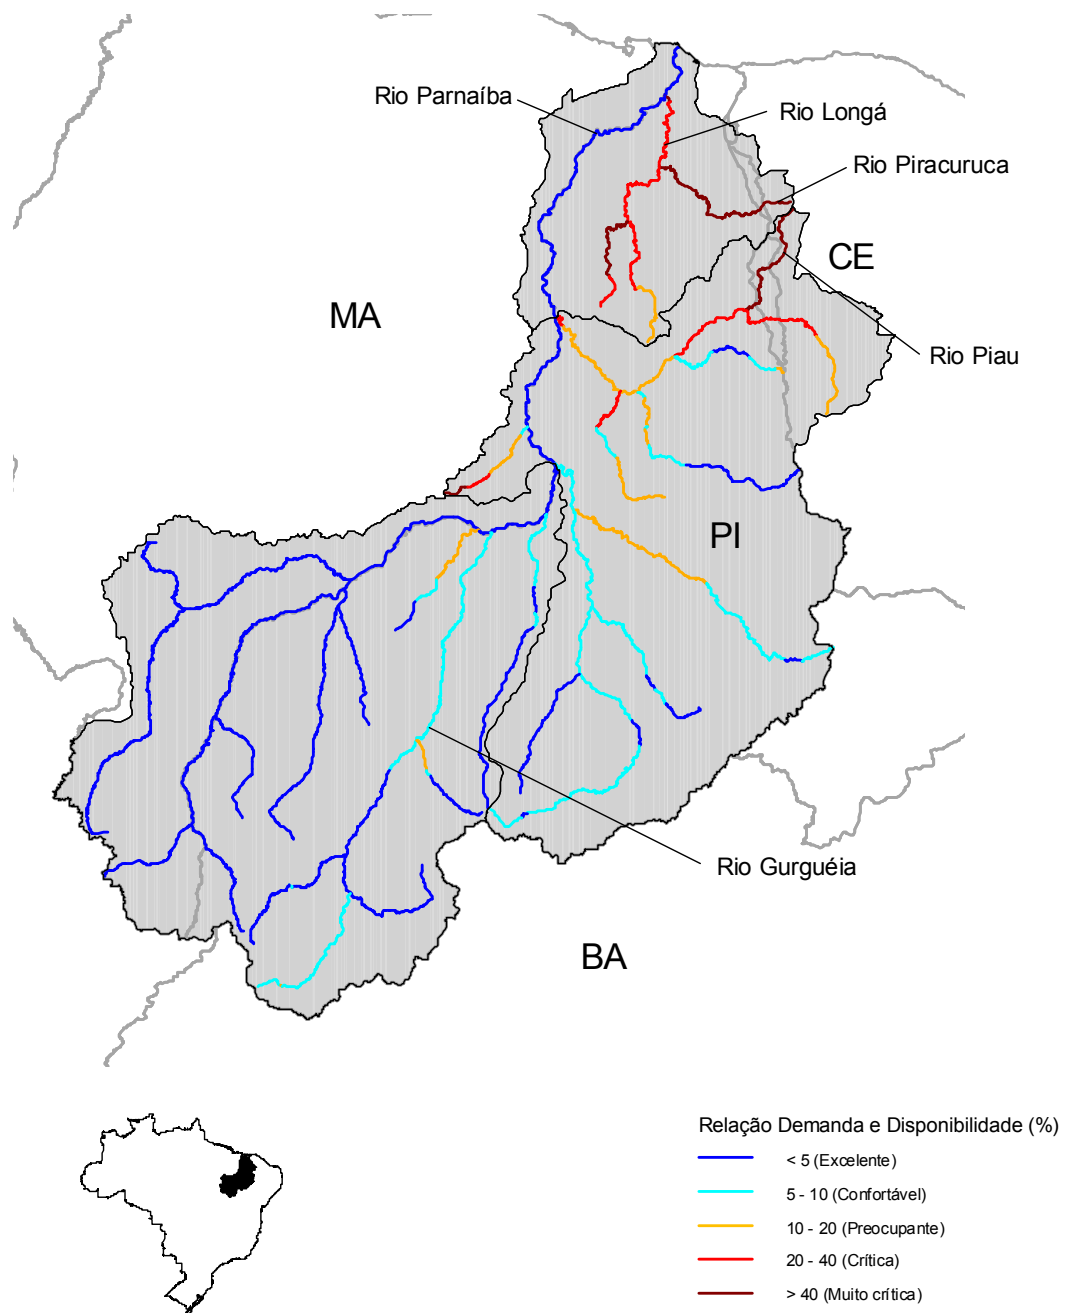 Rio Parnaíba
Rio Longá
Rio Piracuruca
CE
MA
Rio Piau
PI
Rio Gurguéia
BA
Relação Demanda e Disponibilidade (%)
< 5 (Excelente)
5 - 10 (Confortável)
10 - 20 (Preocupante)
20 - 40 (Crítica)
> 40 (Muito crítica)